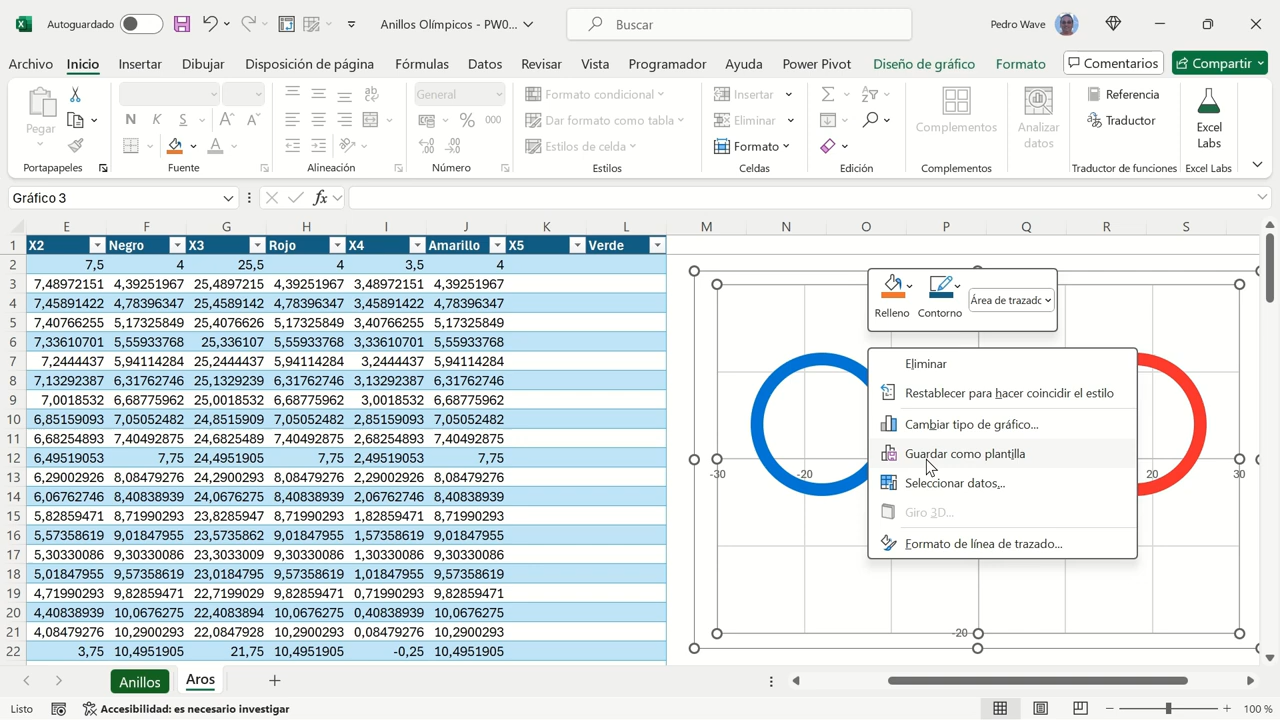 Autoguardado
Anillos Olímpicos - PW0...
Buscar
Pedro Wave
Archivo Inicio Insertar Dibujar Disposición de página Fórmulas Datos Revisar Vista Programador Ayuda Power Pivot Diseño de gráfico Formato Comentarios Compartir
Pegar
Portapapeles
N K S A A
A
Fuente
ab
Alineación
General
% 000
Número
Formato condicional
Dar formato como tabla
Estilos de celda
Estilos
Insertar
Eliminar
Formato
Celdas
Edición
Complementos
Complementos
Analizar
datos
Referencia
Traductor
Traductor de funciones
Excel
Labs
Excel Labs
Gráfico 3
fx
E F G H I J K L M N O P Q R S
1 X2 Negro X3 Rojo X4 Amarillo X5 Verde
2 7,5 4 25,5 4 3,5 4
3 7,48972151 4,39251967 25,4897215 4,39251967 3,48972151 4,39251967
4 7,45891422 4,78396347 25,4589142 4,78396347 3,45891422 4,78396347
5 7,40766255 5,17325849 25,4076626 5,17325849 3,40766255 5,17325849
6 7,33610701 5,55933768 25,336107 5,55933768 3,33610701 5,55933768
7 7,2444437 5,94114284 25,2444437 5,94114284 3,2444437 5,94114284
8 7,13292387 6,31762746 25,1329239 6,31762746 3,13292387 6,31762746
9 7,0018532 6,68775962 25,0018532 6,68775962 3,0018532 6,68775962
10 6,85159093 7,05052482 24,8515909 7,05052482 2,85159093 7,05052482
11 6,68254893 7,40492875 24,6825489 7,40492875 2,68254893 7,40492875
12 6,49519053 7,75 24,4951905 7,75 2,49519053 7,75
13 6,29002926 8,08479276 24,2900293 8,08479276 2,29002926 8,08479276
14 6,06762746 8,40838939 24,0676275 8,40838939 2,06762746 8,40838939
15 5,82859471 8,71990293 23,8285947 8,71990293 1,82859471 8,71990293
16 5,57358619 9,01847955 23,5735862 9,01847955 1,57358619 9,01847955
17 5,30330086 9,30330086 23,3033009 9,30330086 1,30330086 9,30330086
18 5,01847955 9,57358619 23,0184795 9,57358619 1,01847955 9,57358619
19 4,71990293 9,82859471 22,7199029 9,82859471 0,71990293 9,82859471
20 4,40838939 10,0676275 22,4083894 10,0676275 0,40838939 10,0676275
21 4,08479276 10,2900293 22,0847928 10,2900293 0,08479276 10,2900293
22 3,75 10,4951905 21,75 10,4951905 -0,25 10,4951905
Relleno
Contorno
Área de trazado
Eliminar
Restablecer para hacer coincidir el estilo
Cambiar tipo de gráfico...
Guardar como plantilla
Seleccionar datos...
Giro 3D...
Formato de línea de trazado...
-30 -20 20 30
-20
Anillos Aros
Listo
Accesibilidad: es necesario investigar
100 %